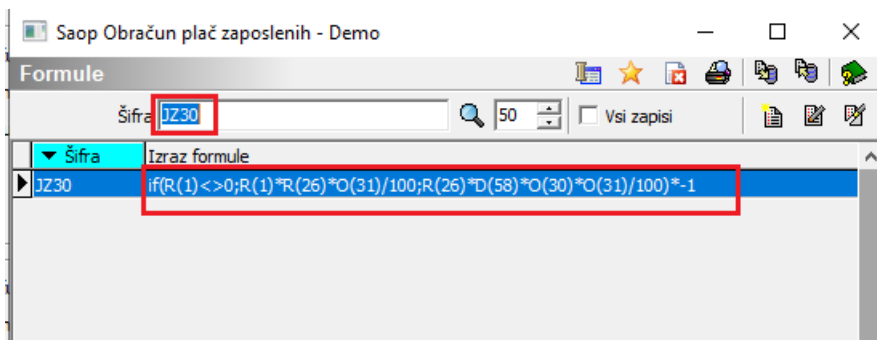 Saop Obračun plač zaposlenih - Demo
Formule
Šifra JZ30 50 Vsi zapisi
Šifra Izraz formule
JZ30 if(R(1)<>0;R(1)*R(26)*O(31)/100;R(26)*D(58)*O(30)*O(31)/100)*-1